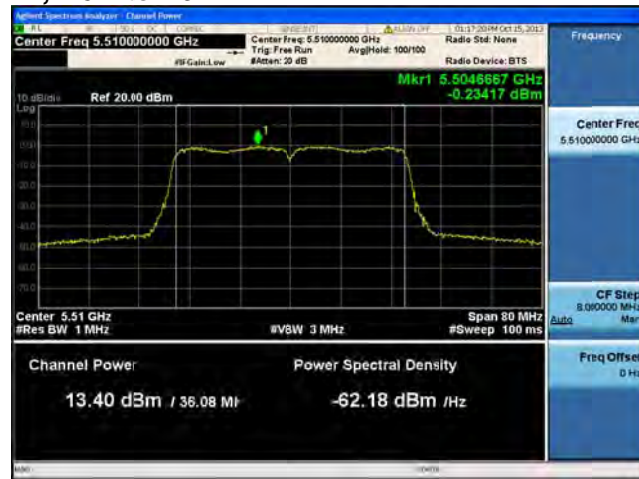 Agilent Spectrum Analyzer - Channel Power
Center Freq 5.510000000 GHz
#IFGain:Low
Center Freq: 5.510000000 GHz
Trig: Free Run Avg|Hold: 100/100
#Atten: 30 dB
01:17:20 PM Oct 15, 2013
Radio Std: None
Radio Device: BTS
Frequency
Mkr1 5.5046667 GHz
-0.23417 dBm
10 dB/div Ref 20.00 dBm
Log
1
Center 5.51 GHz
Span 80 MHz
#Res BW 1 MHz
#VBW 3 MHz
#Sweep 100 ms
Channel Power
Power Spectral Density
13.40 dBm / 36.08 MH
-62.18 dBm /Hz
Center Freq
5.510000000 GHz
CF Step
8.000000 MHz
Auto Man
Freq Offset
0 Hz